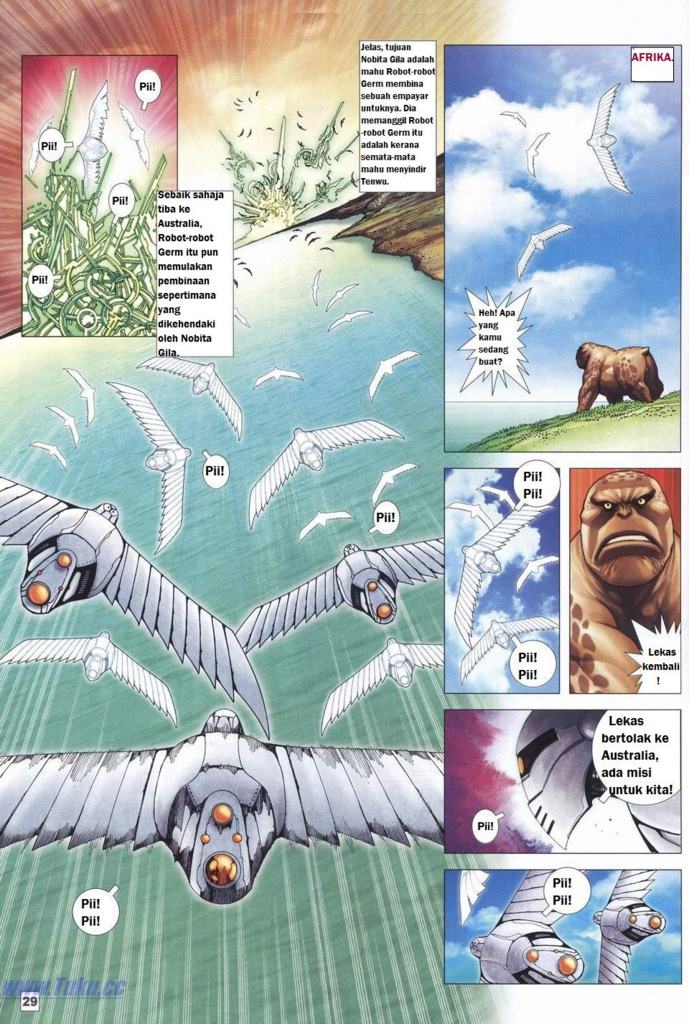 Pii!
Pii!
Pii!
Pii!
Sebaik sahaja
tiba ke
Australia,
Robot-robot
Germ itu pun
memulakan
pembinaan
sepertimana
yang
dikehendaki
oleh Nobita
Gila.
Jelas, tujuan
Nobita Gila adalah
mahu Robot-robot
Germ membina
sebuah empayar
untuknya. Dia
memanggil Robot
-robot Germ itu
adalah kerana
semata-mata
mahu menyindir
Tenwu.
AFRIKA.
Heh! Apa
yang
kamu
sedang
buat?
Pii!
Pii!
Pii!
Pii!
Pii!
Pii!
Lekas
kembali
!
Lekas
bertolak ke
Australia,
ada misi
untuk kita!
Pii!
Pii!
Pii!
Pii!
Pii!
www.Tuku.cc
29